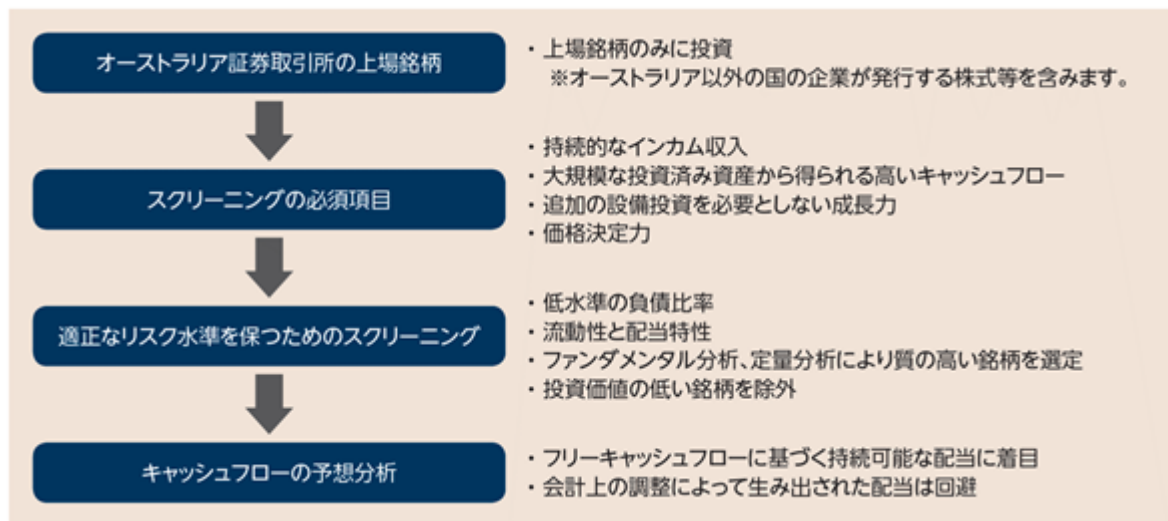 オーストラリア証券取引所の上場銘柄
・上場銘柄のみに投資
※オーストラリア以外の国の企業が発行する株式等を含みます。
スクリーニングの必須項目
・持続的なインカム収入
・大規模な投資済み資産から得られる高いキャッシュフロー
・追加の設備投資を必要としない成長力
・価格決定力
適正なリスク水準を保つためのスクリーニング
・低水準の負債比率
・流動性と配当特性
・ファンダメンタル分析、定量分析により質の高い銘柄を選定
・投資価値の低い銘柄を除外
キャッシュフローの予想分析
・フリーキャッシュフローに基づく持続可能な配当に着目
・会計上の調整によって生み出された配当は回避